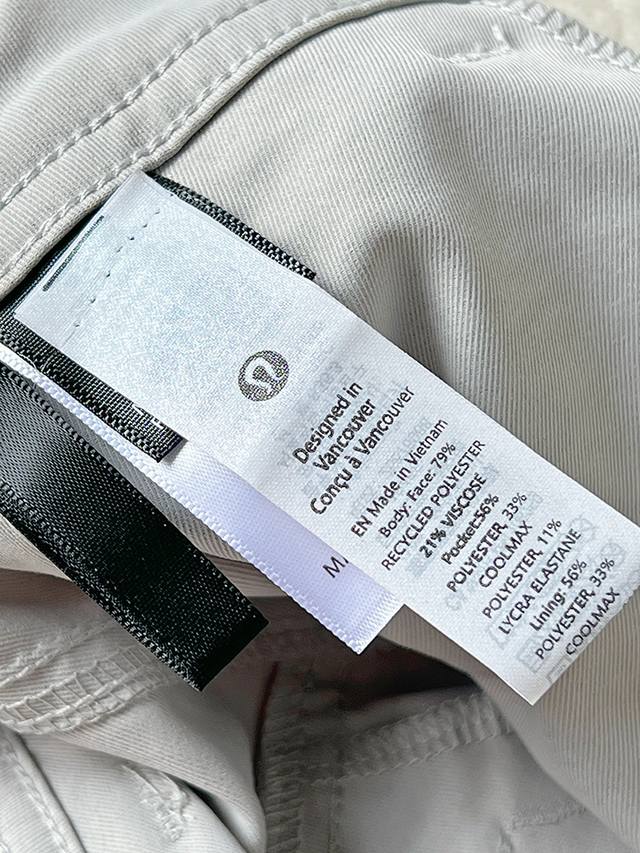 Designed in
Vancouver
Conçu à Vancouver
EN Made in Vietnam
Body: Face: 79%
RECYCLED POLYESTER
21% VISCOSE
Pocket:56%
POLYESTER, 33%
COOLMAX
POLYESTER, 11%
LYCRA ELASTANE
Lining: 56%
POLYESTER, 33%
COOLMAX
M.